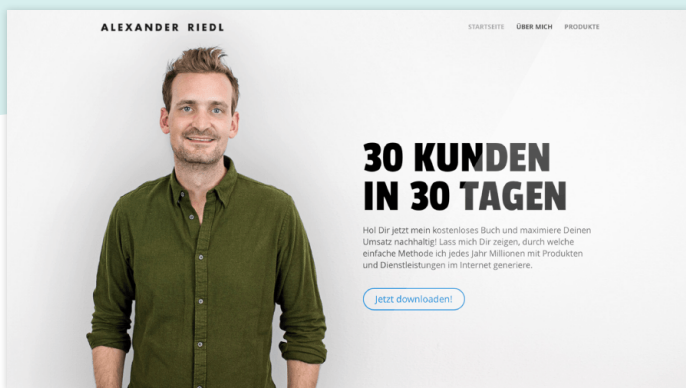 ALEXANDER RIEDL
STARTSEITE ÜBER MICH PRODUKTE
30 KUNDEN
IN 30 TAGEN
Hol Dir jetzt mein kostenloses Buch und maximiere Deinen
Umsatz nachhaltig! Lass mich Dir zeigen, durch welche
einfache Methode ich jedes Jahr Millionen mit Produkten
und Dienstleistungen im Internet generiere.
Jetzt downloaden!